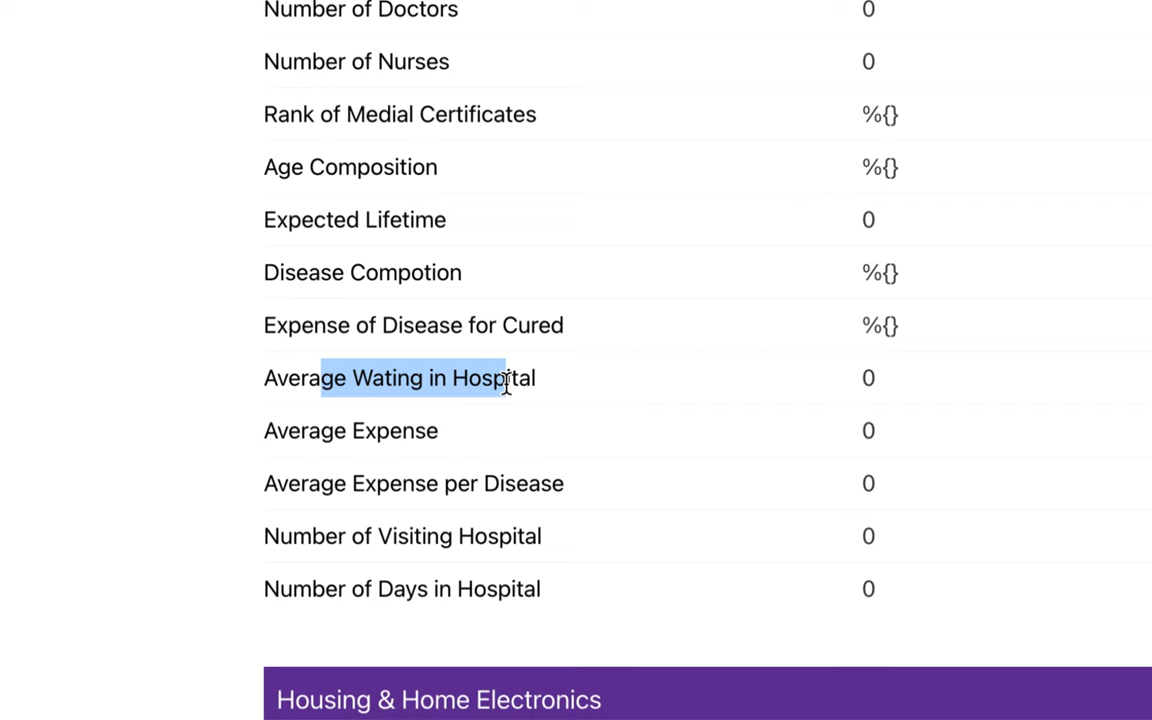 Number of Doctors 0
Number of Nurses 0
Rank of Medial Certificates %{}
Age Composition %{}
Expected Lifetime 0
Disease Compotion %{}
Expense of Disease for Cured %{}
Average Wating in Hospital 0
Average Expense 0
Average Expense per Disease 0
Number of Visiting Hospital 0
Number of Days in Hospital 0
Housing & Home Electronics